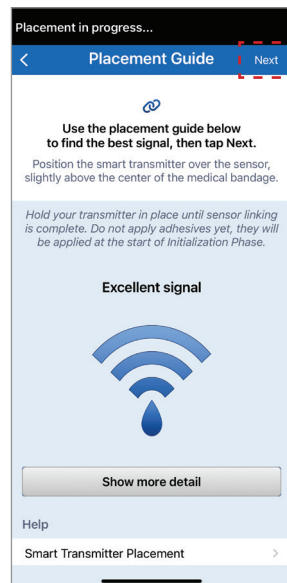 Placement in progress...
Placement Guide
Next
Use the placement guide below
to find the best signal, then tap Next.
Position the smart transmitter over the sensor,
slightly above the center of the medical bandage.
Hold your transmitter in place until sensor linking
is complete. Do not apply adhesives yet, they will
be applied at the start of Initialization Phase.
Excellent signal
Show more detail
Help
Smart Transmitter Placement